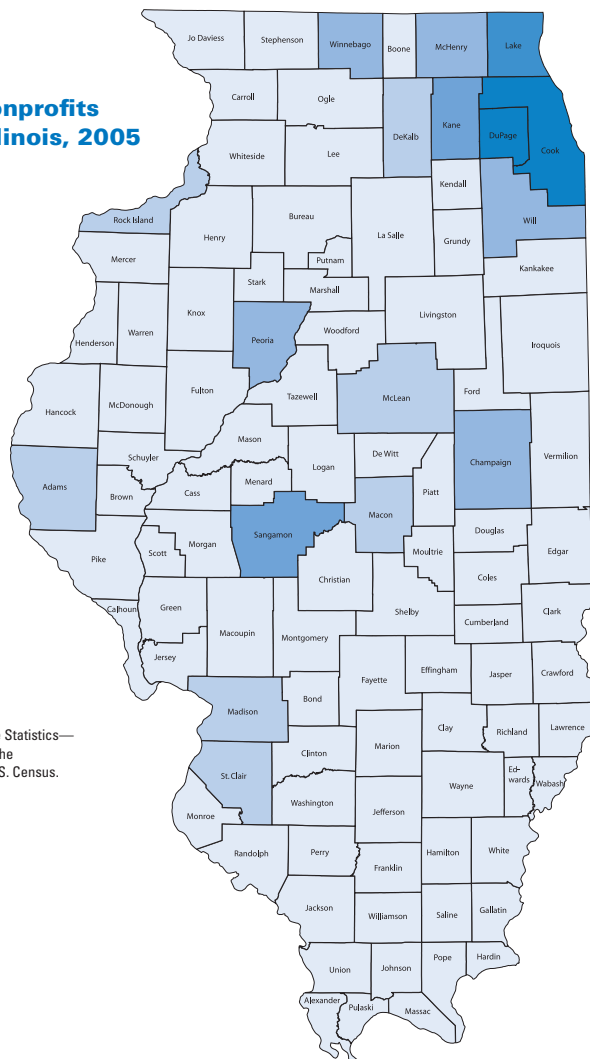 Jo Daviess
Stephenson
Winnebago
Boone
McHenry
Lake
onprofits
linois, 2005
Carroll
Ogle
DeKalb
Kane
DuPage
Cook
Whiteside
Lee
Kendall
Rock Island
Bureau
La Salle
Will
Henry
Grundy
Mercer
Putnam
Kankakee
Stark
Marshall
Knox
Livingston
Henderson
Warren
Peoria
Woodford
Iroquois
Fulton
Tazewell
McLean
Ford
Hancock
McDonough
Mason
Schuyler
Logan
De Witt
Champaign
Vermilion
Adams
Brown
Cass
Menard
Piatt
Macon
Sangamon
Douglas
Scott
Morgan
Moultrie
Edgar
Pike
Christian
Coles
Calhoun
Green
Shelby
Clark
Macoupin
Montgomery
Cumberland
Jersey
Effingham
Jasper
Crawford
Fayette
Madison
Bond
Clay
Richland
Lawrence
e Statistics—
he
S. Census.
Marion
Clinton
St. Clair
Wayne
Ed-
wards
Wabash
Washington
Jefferson
Monroe
Randolph
Perry
Hamilton
White
Franklin
Jackson
Williamson
Saline
Gallatin
Union
Johnson
Pope
Hardin
Alexander
Pulaski
Massac